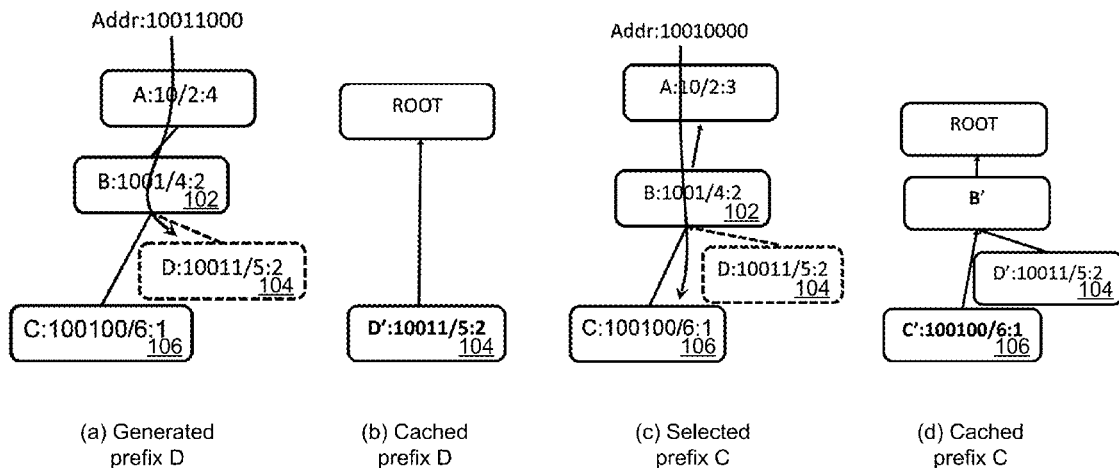 Addr:10011000
A:10/2:4
B:1001/4:2
102
D:10011/5:2
104
C:100100/6:1
106
(a) Generated
prefix D
ROOT
D':10011/5:2
104
(b) Cached
prefix D
Addr:10010000
A:10/2:3
B:1001/4:2
102
D:10011/5:2
104
C:100100/6:1
106
(c) Selected
prefix C
ROOT
B'
D':10011/5:2
104
C':100100/6:1
106
(d) Cached
prefix C